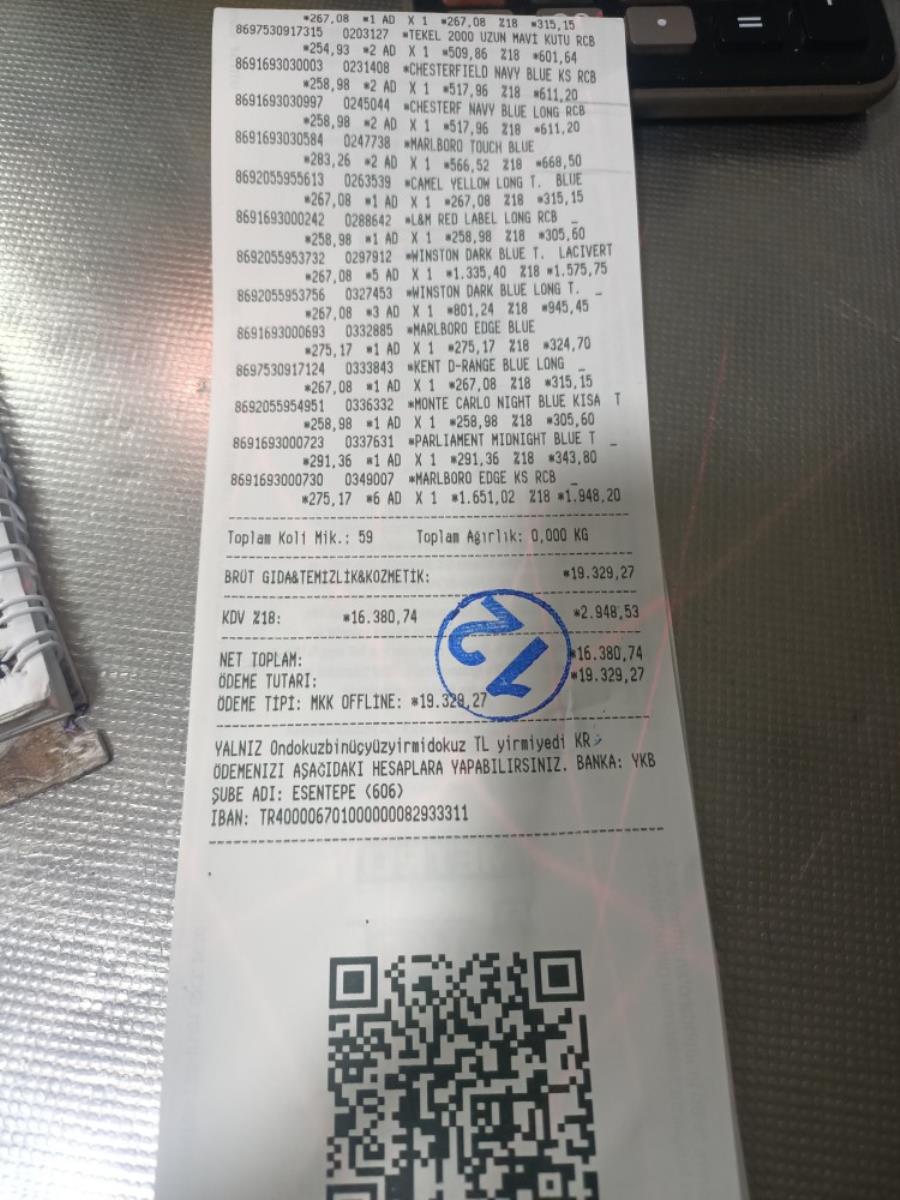 *267,08 *1 AD X 1 *267,08 %18 *315,15
8697530917315 0203127 *TEKEL 2000 UZUN MAVİ KUTU RCB
*254,93 *2 AD X 1 *509,86 %18 *601,64
8691693030003 0231408 *CHESTERFIELD NAVY BLUE KS RCB
*258,98 *2 AD X 1 *517,96 %18 *611,20
8691693030997 0245044 *CHESTERF NAVY BLUE LONG RCB
*258,98 *2 AD X 1 *517,96 %18 *611,20
8691693030584 0247738 *MARLBORO TOUCH BLUE
*283,26 *2 AD X 1 *566,52 %18 *668,50
8692055955613 0263539 *CAMEL YELLOW LONG T. BLUE
*267,08 *1 AD X 1 *267,08 %18 *315,15
8691693000242 0288642 *L&M RED LABEL LONG RCB _
*258,98 *1 AD X 1 *258,98 %18 *305,60
8692055953732 0297912 *WINSTON DARK BLUE T. LACIVERT
*267,08 *5 AD X 1 *1.335,40 %18 *1.575,75
8692055953756 0327453 *WINSTON DARK BLUE LONG T. _
*267,08 *3 AD X 1 *801,24 %18 *945,45
8691693000693 0332885 *MARLBORO EDGE BLUE
*275,17 *1 AD X 1 *275,17 %18 *324,70
8697530917124 0333843 *KENT D-RANGE BLUE LONG _
*267,08 *1 AD X 1 *267,08 %18 *315,15
8692055954951 0336332 *MONTE CARLO NIGHT BLUE KISA T
*258,98 *1 AD X 1 *258,98 %18 *305,60
8691693000723 0337631 *PARLIAMENT MIDNIGHT BLUE T _
*291,36 *1 AD X 1 *291,36 %18 *343,80
8691693000730 0349007 *MARLBORO EDGE KS RCB _
*275,17 *6 AD X 1 *1.651,02 %18 *1.948,20
Toplam Koli Mik.: 59 Toplam Ağırlık: 0,000 KG
BRÜT GIDA&TEMİZLİK&KOZMETİK: *19.329,27
KDV %18: *16.380,74 *2.948,53
NET TOPLAM: *16.380,74
ÖDEME TUTARI: *19.329,27
ÖDEME TİPİ: MKK OFFLINE: *19.329,27
12
YALNIZ Ondokuzbinüçyüzyirmidokuz TL yirmiyedi KR
ÖDEMENIZI AŞAĞIDAKI HESAPLARA YAPABILIRSINIZ. BANKA: YKB
ŞUBE ADI: ESENTEPE (606)
IBAN: TR400006701000000082933311